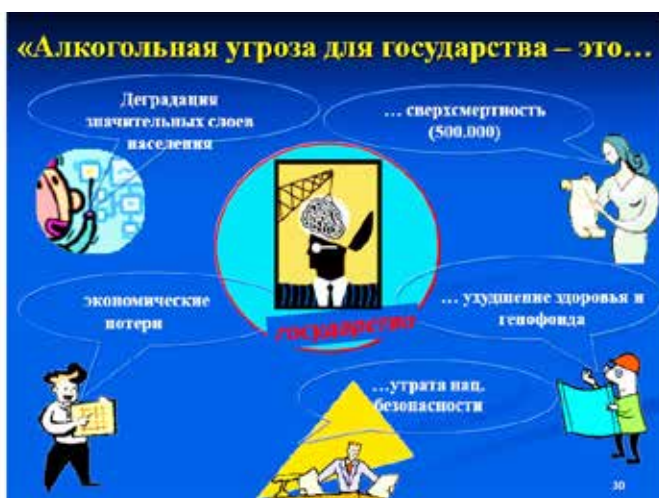 «Алкогольная угроза для государства – это…
Деградация
значительных слоев
населения
… сверхсмертность
(500.000)
государство
экономические
потери
… ухудшение здоровья и
генофонда
…утрата нац.
безопасности
30